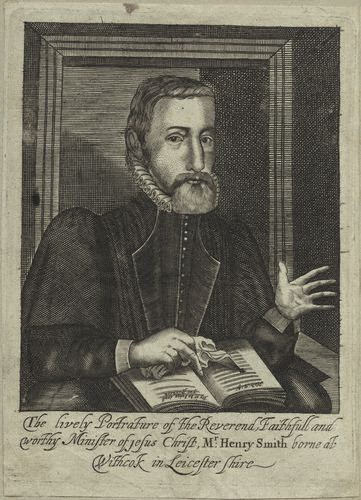 The lively Portrature of the Reverend, Faithfull and
worthy Minister of jesus Christ, Mr. Henry Smith borne at
Withcok in Leicester shire